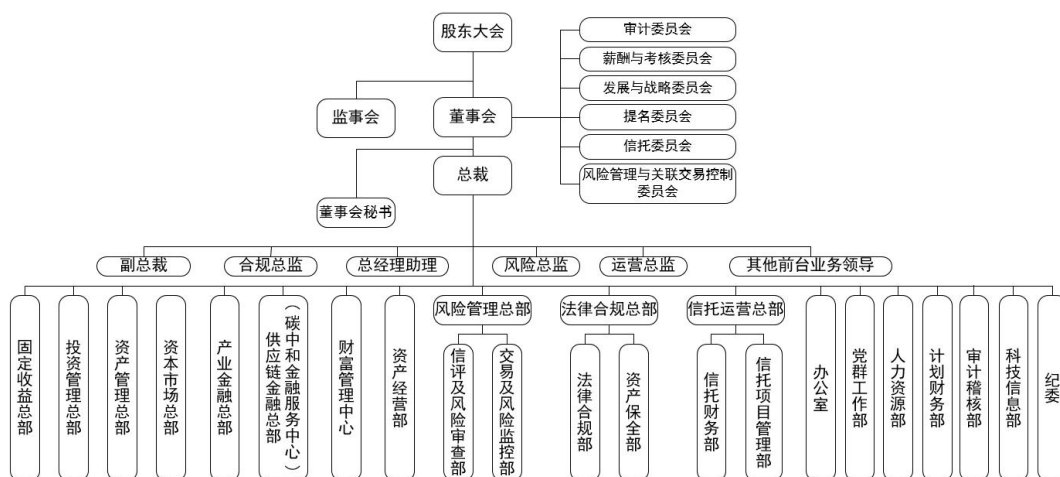 股东大会
审计委员会
薪酬与考核委员会
发展与战略委员会
监事会
董事会
提名委员会
信托委员会
总裁
风险管理与关联交易控制
委员会
董事会秘书
副总裁
合规总监
总经理助理
风险总监
运营总监
其他前台业务领导
固定收益总部
投资管理总部
资产管理总部
资本市场总部
产业金融总部
（碳中和金融服务中心）
供应链金融总部
财富管理中心
资产经营部
风险管理总部
信评及风险审查部
交易及风险监控部
法律合规总部
法律合规部
资产保全部
信托运营总部
信托财务部
信托项目管理部
办公室
党群工作部
人力资源部
计划财务部
审计稽核部
科技信息部
纪委